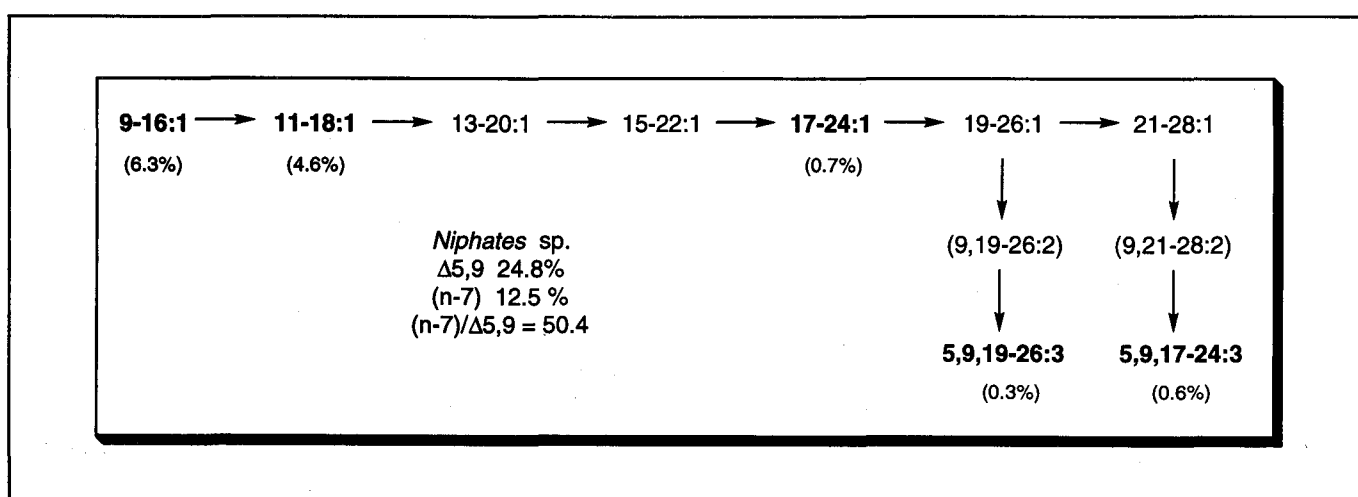 9-16:1 → 11-18:1 → 13-20:1 → 15-22:1 → 17-24:1 → 19-26:1 → 21-28:1
(6.3%) (4.6%) (0.7%)
Niphates sp.
Δ5,9 24.8%
(n-7) 12.5 %
(n-7)/Δ5,9 = 50.4
(9,19-26:2) (9,21-28:2)
5,9,19-26:3 5,9,17-24:3
(0.3%) (0.6%)